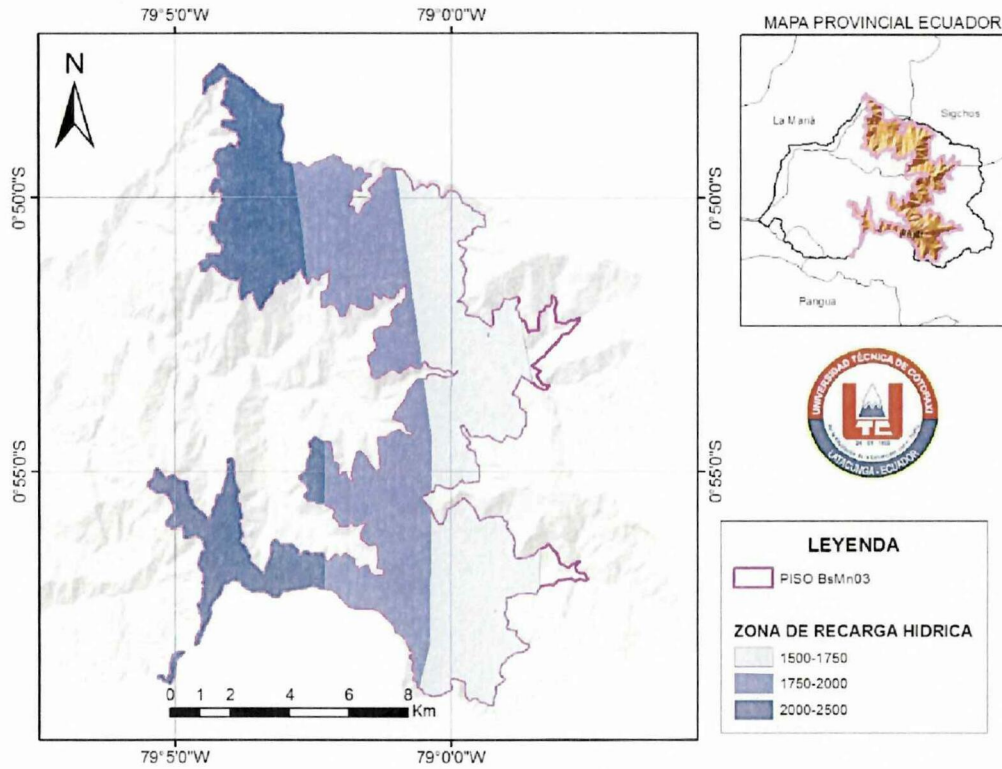 79°5'0"W
79°0'0"W
MAPA PROVINCIAL ECUADOR
N
La Maná
Sigchos
Pangua
0°50'0"S
0°50'0"S
UNIVERSIDAD TÉCNICA DE COTOPAXI
UTC
LATACUNGA - ECUADOR
0°55'0"S
0°55'0"S
LEYENDA
PISO BsMn03
ZONA DE RECARGA HIDRICA
1500-1750
1750-2000
2000-2500
0 1 2 4 6 8
Km
79°5'0"W
79°0'0"W